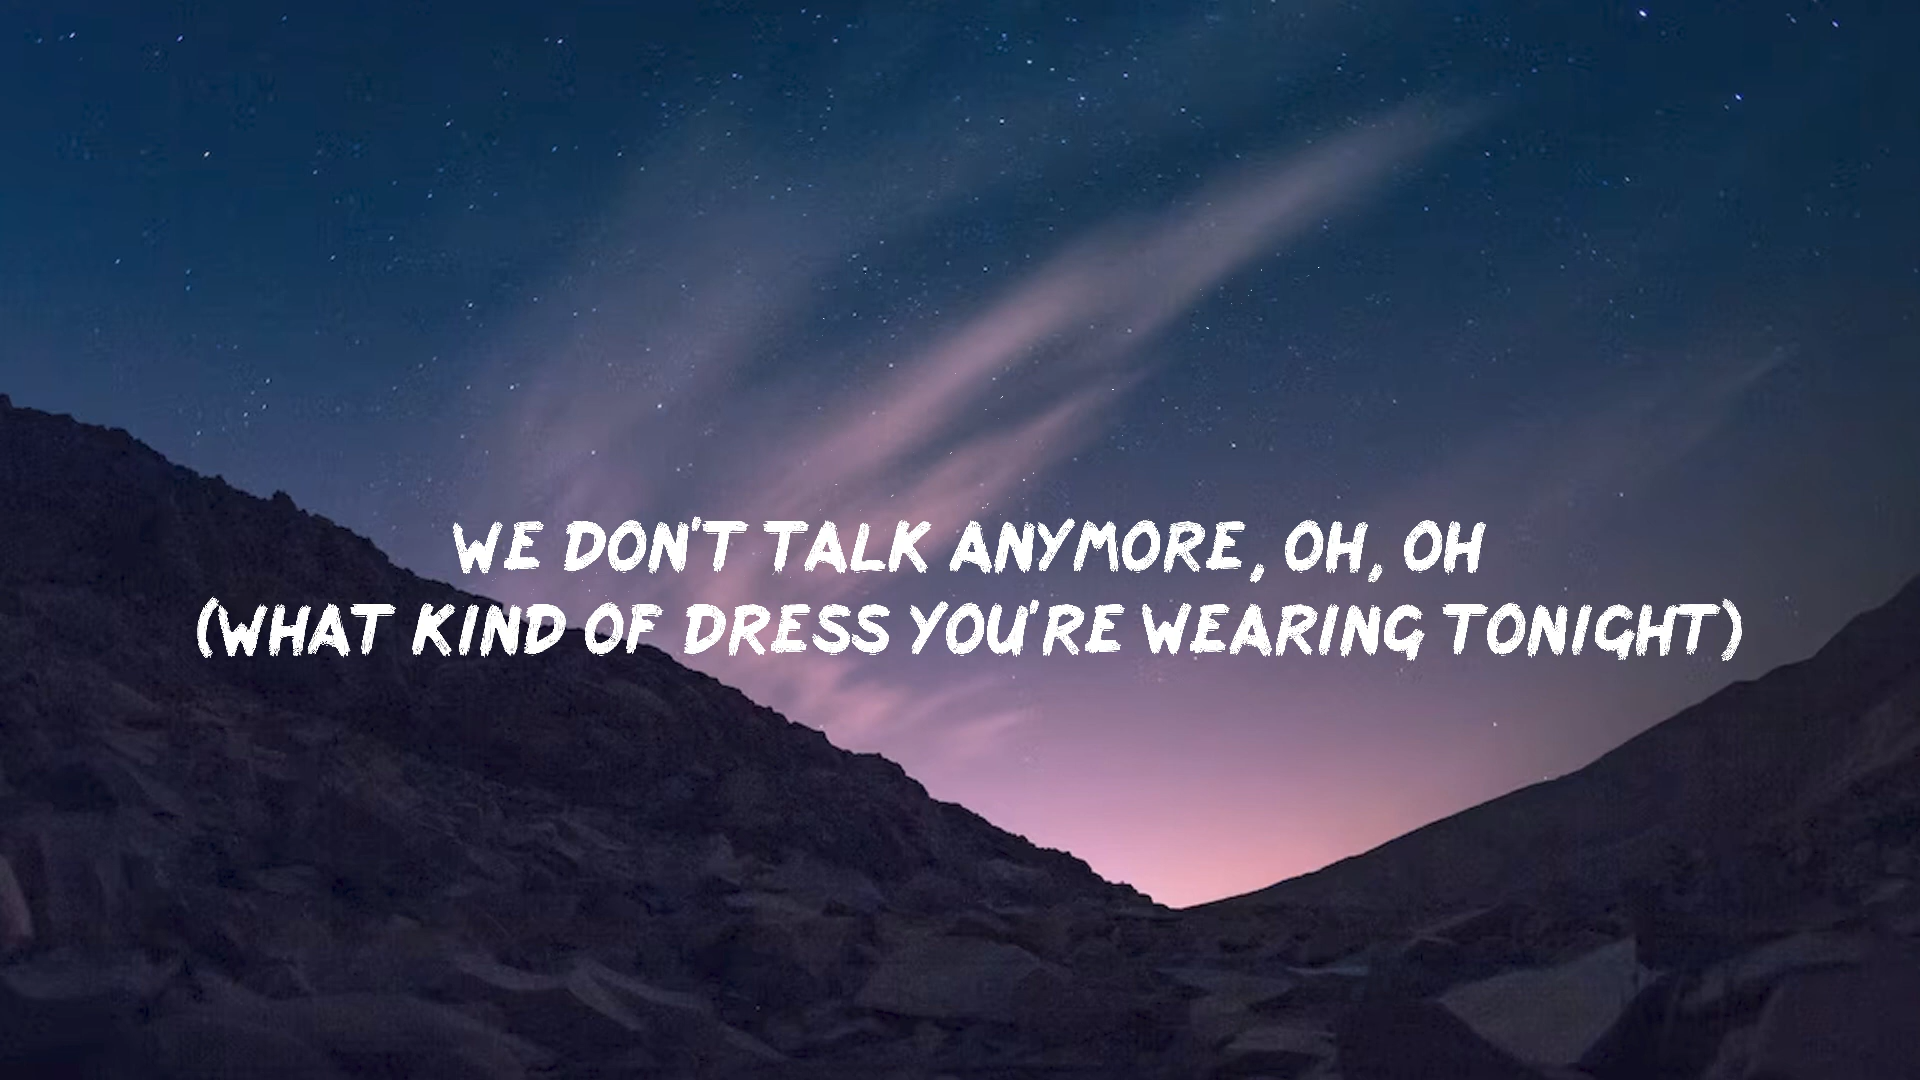 WE DON'T TALK ANYMORE, OH, OH
(WHAT KIND OF DRESS YOU'RE WEARING TONIGHT)